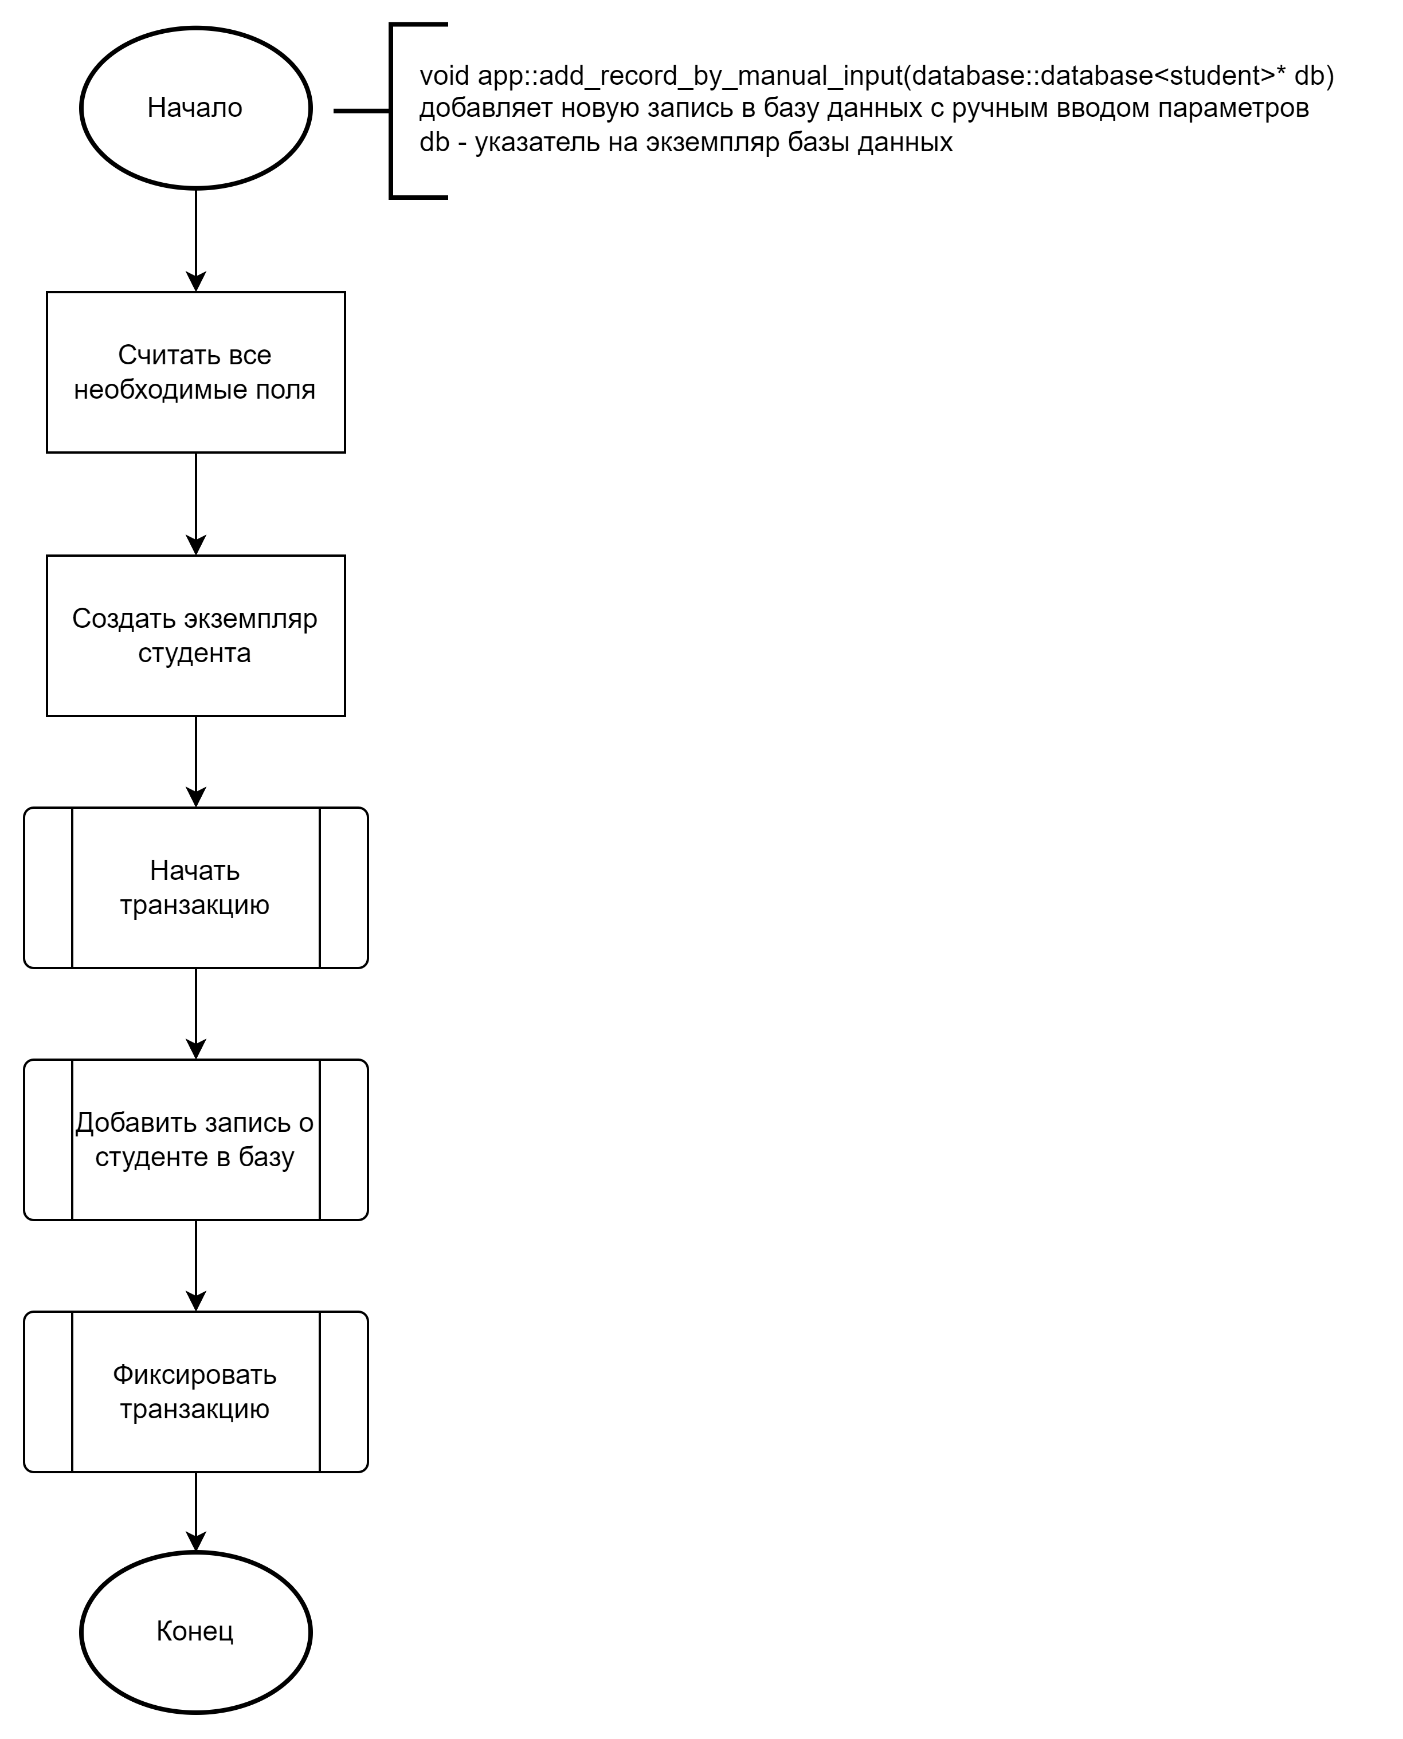 Начало
void app::add_record_by_manual_input(database::database<student>* db)
добавляет новую запись в базу данных с ручным вводом параметров
db - указатель на экземпляр базы данных
Считать все
необходимые поля
Создать экземпляр
студента
Начать
транзакцию
Добавить запись о
студенте в базу
Фиксировать
транзакцию
Конец